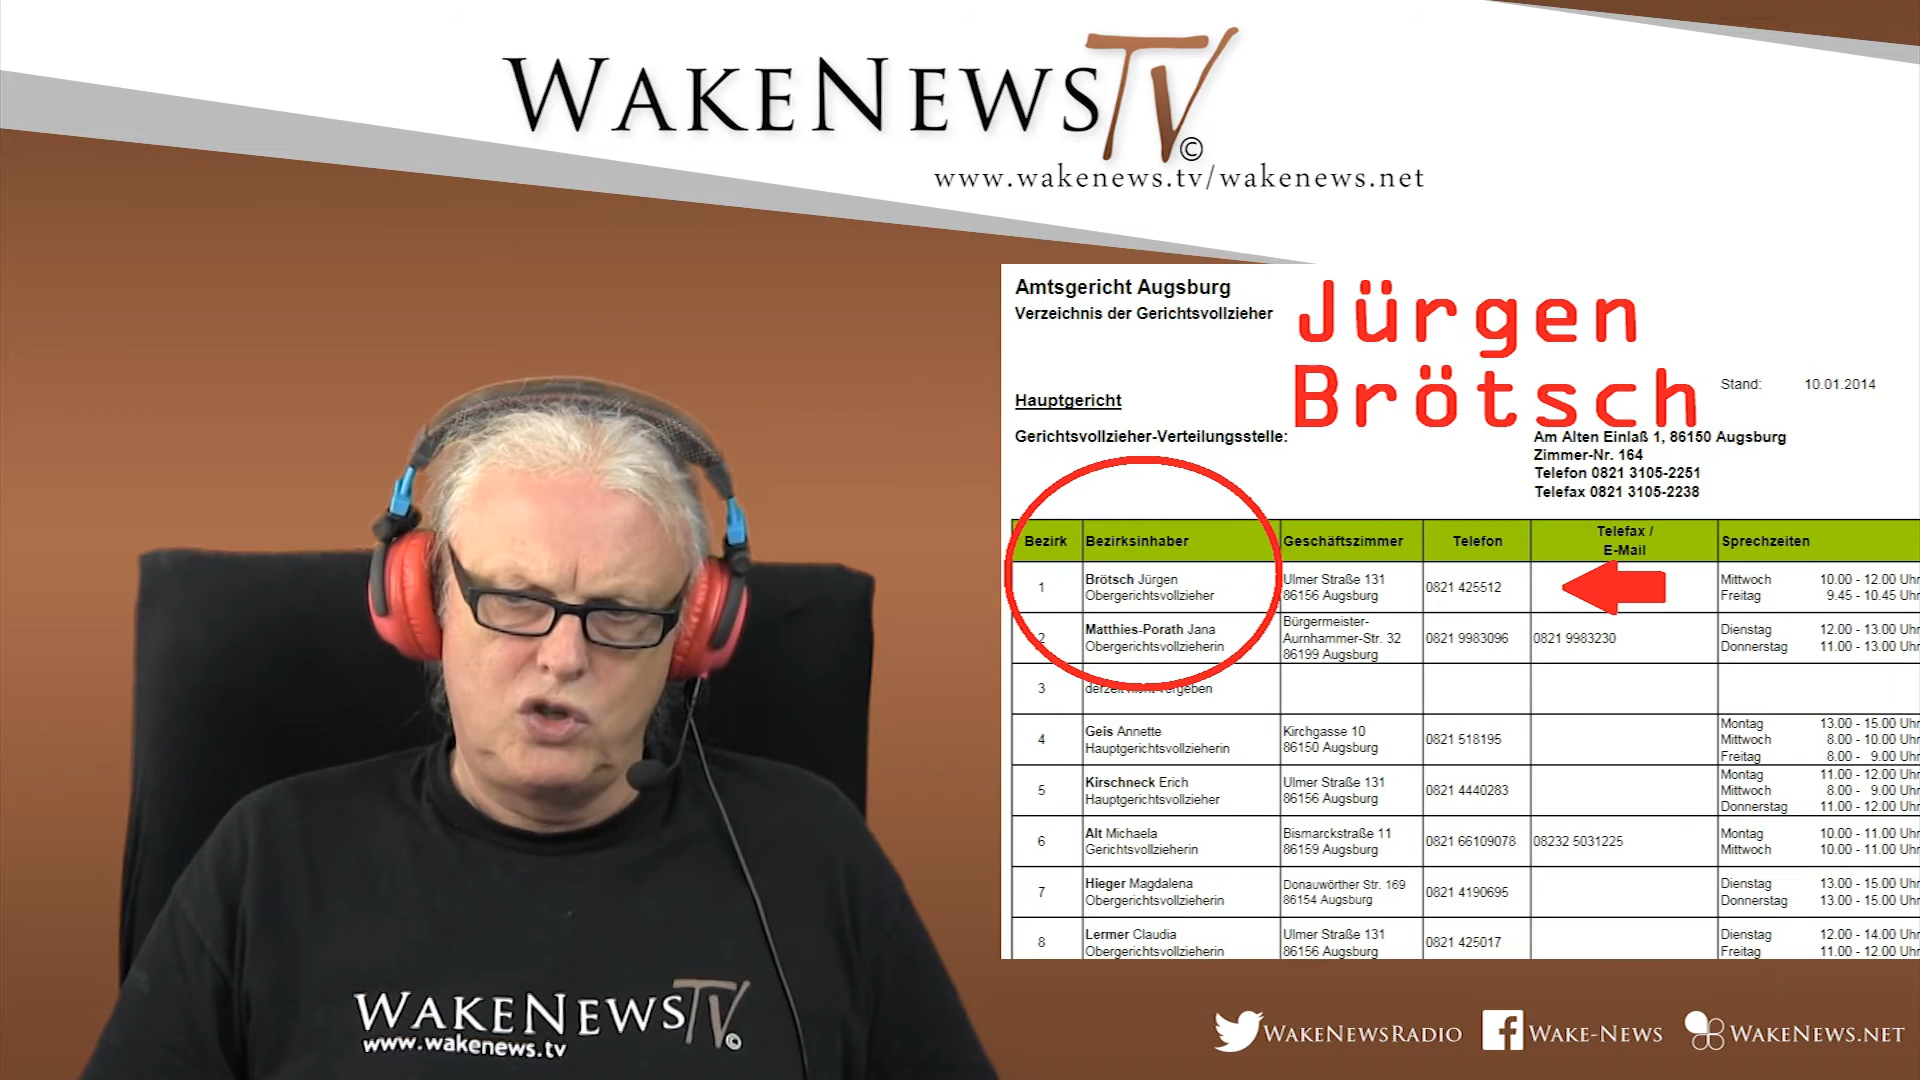 WAKENEWSTV©
www.wakenews.tv/wakenews.net
Amtsgericht Augsburg
Verzeichnis der Gerichtsvollzieher
Jürgen
Brötsch
Stand: 10.01.2014
Hauptgericht
Gerichtsvollzieher-Verteilungsstelle:
Am Alten Einlaß 1, 86150 Augsburg
Zimmer-Nr. 164
Telefon 0821 3105-2251
Telefax 0821 3105-2238
Bezirk Bezirksinhaber Geschäftszimmer Telefon Telefax / E-Mail Sprechzeiten
1 Brötsch Jürgen Ulmer Straße 131 0821 425512 Mittwoch 10.00 - 12.00 Uhr
Obergerichtsvollzieher 86156 Augsburg Freitag 9.45 - 10.45 Uhr
2 Matthies-Porath Jana Bürgermeister- 0821 9983096 0821 9983230 Dienstag 12.00 - 13.00 Uhr
Obergerichtsvollzieherin Aurnhammer-Str. 32 Donnerstag 11.00 - 13.00 Uhr
86199 Augsburg
3 derzeit nicht vergeben
4 Geis Annette Kirchgasse 10 0821 518195 Montag 13.00 - 15.00 Uhr
Hauptgerichtsvollzieherin 86150 Augsburg Mittwoch 8.00 - 10.00 Uhr
Freitag 8.00 - 9.00 Uhr
5 Kirschneck Erich Ulmer Straße 131 0821 4440283 Montag 11.00 - 12.00 Uhr
Hauptgerichtsvollzieher 86156 Augsburg Mittwoch 8.00 - 9.00 Uhr
Donnerstag 11.00 - 12.00 Uhr
6 Alt Michaela Bismarckstraße 11 0821 66109078 08232 5031225 Montag 10.00 - 11.00 Uhr
Gerichtsvollzieherin 86159 Augsburg Mittwoch 10.00 - 11.00 Uhr
7 Hieger Magdalena Donauwörther Str. 169 0821 4190695 Dienstag 13.00 - 15.00 Uhr
Obergerichtsvollzieherin 86154 Augsburg Donnerstag 13.00 - 15.00 Uhr
8 Lermer Claudia Ulmer Straße 131 0821 425017 Dienstag 12.00 - 14.00 Uhr
Obergerichtsvollzieherin 86156 Augsburg Freitag 11.00 - 12.00 Uhr
WAKENEWSTV©
www.wakenews.tv
WAKENEWSRADIO WAKE-NEWS WAKENEWS.NET